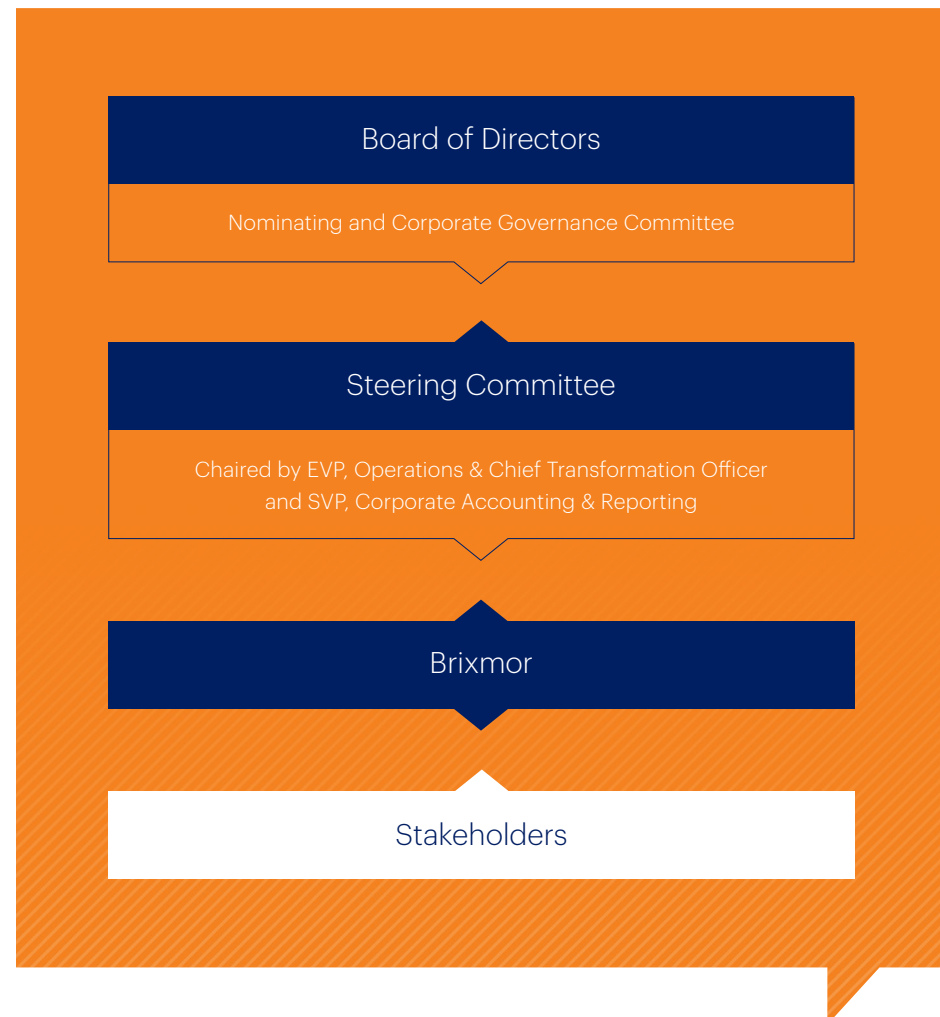 Board of Directors
Nominating and Corporate Governance Committee
Steering Committee
Chaired by EVP, Operations & Chief Transformation Officer
and SVP, Corporate Accounting & Reporting
Brixmor
Stakeholders